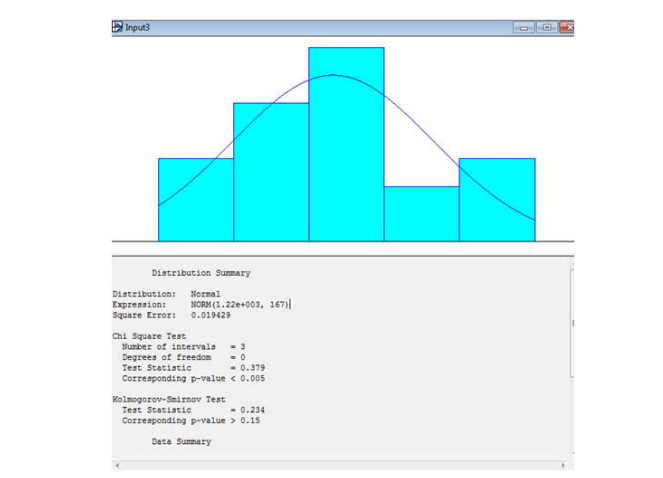 Input3
Distribution Summary
Distribution: Normal
Expression: NORM(1.22e+003, 167)
Square Error: 0.019429
Chi Square Test
Number of intervals = 3
Degrees of freedom = 0
Test Statistic = 0.379
Corresponding p-value < 0.005
Kolmogorov-Smirnov Test
Test Statistic = 0.234
Corresponding p-value > 0.15
Data Summary